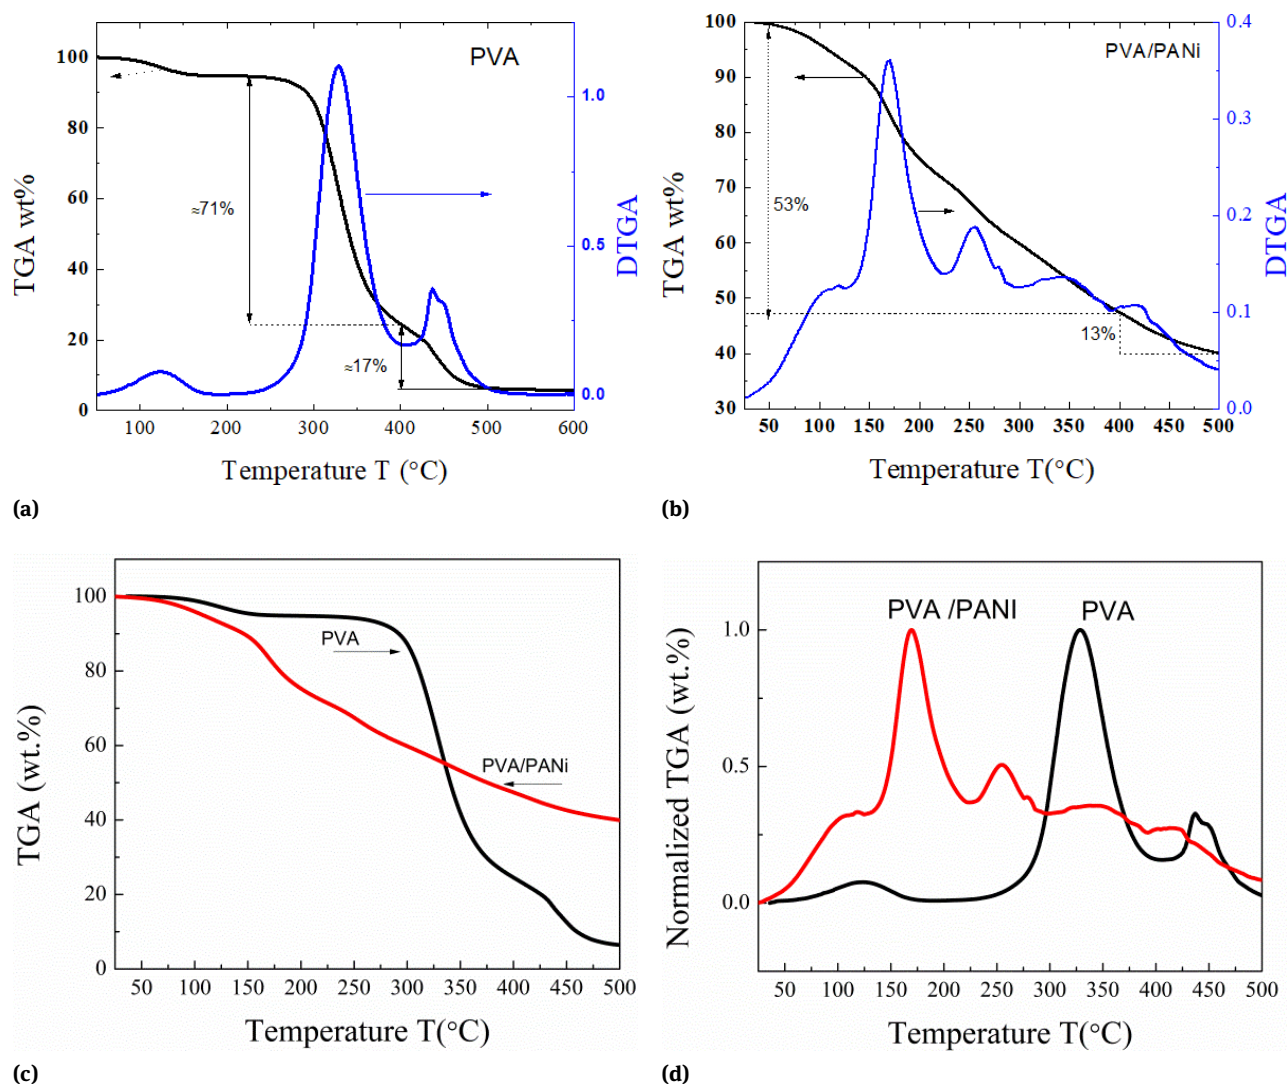 PVA
100
80
60
40
20
0
TGA wt%
≈71%
≈17%
1.0
0.5
0.0
DTGA
100 200 300 400 500 600
Temperature T (°C)
(a)
PVA/PANi
100
90
80
70
60
50
40
30
TGA wt%
53%
13%
0.4
0.3
0.2
0.1
0.0
DTGA
50 100 150 200 250 300 350 400 450 500
Temperature T(°C)
(b)
100
80
60
40
20
0
TGA (wt.%)
PVA
PVA/PANi
50 100 150 200 250 300 350 400 450 500
Temperature T(°C)
(c)
PVA /PANI PVA
1.0
0.5
0.0
Normalized TGA (wt.%)
50 100 150 200 250 300 350 400 450 500
Temperature T(°C)
(d)